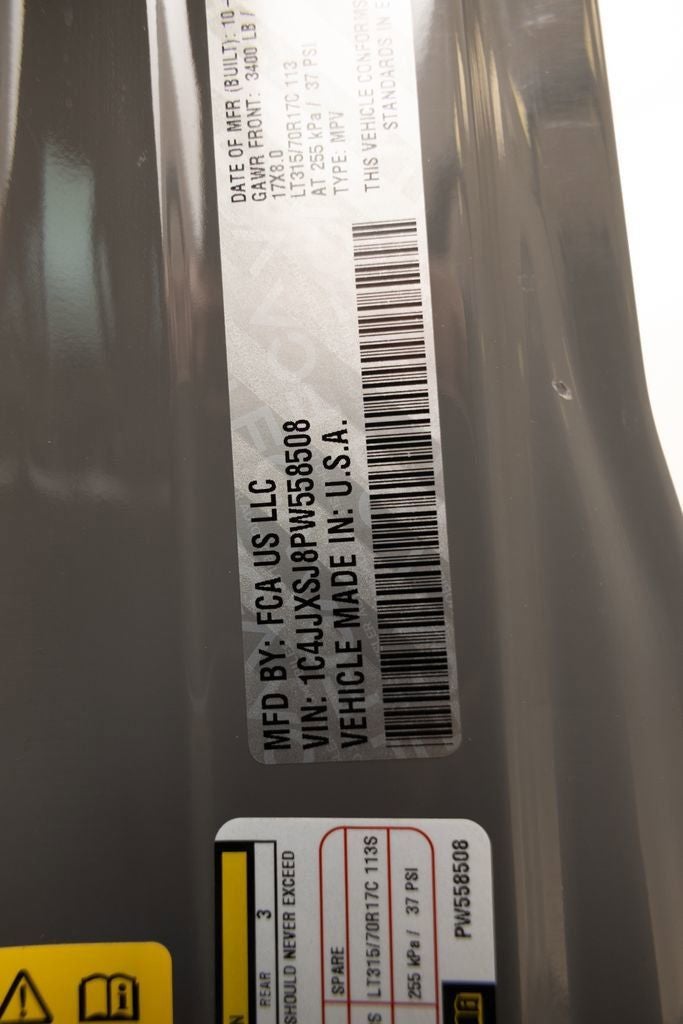 MFD BY: FCA US LLC
VIN: 1C4JJXSJ8PW558508
VEHICLE MADE IN: U.S.A.
DATE OF MFR (BUILT): 10-
GAWR FRONT: 3400 LB /
17X8.0
LT315/70R17C 113
AT 255 kPa / 37 PSI
TYPE: MPV
THIS VEHICLE CONFORMS
STANDARDS IN E
REAR 3
SHOULD NEVER EXCEED
SPARE
LT315/70R17C 113S
255 kPa / 37 PSI
PW558508